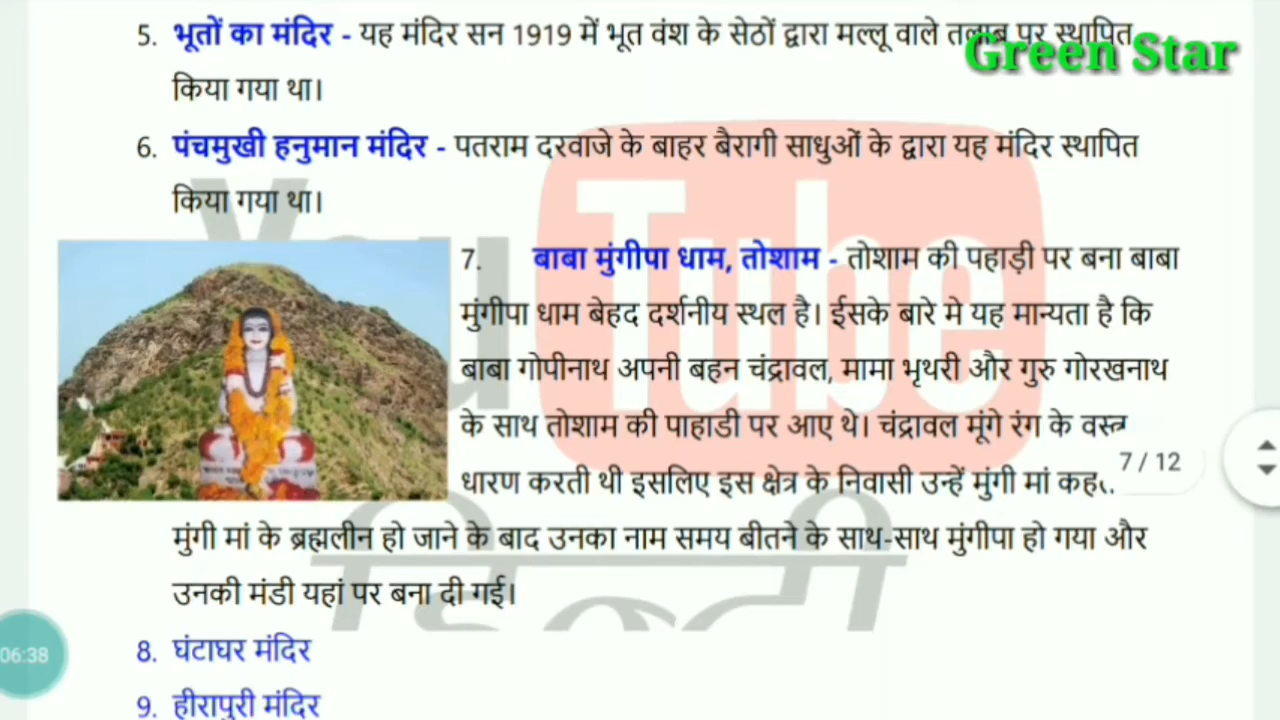 5. भूतों का मंदिर - यह मंदिर सन 1919 में भूत वंश के सेठों द्वारा मल्लू वाले तलाब पर स्थापित
Green Star
किया गया था।
6. पंचमुखी हनुमान मंदिर - पतराम दरवाजे के बाहर बैरागी साधुओं के द्वारा यह मंदिर स्थापित
किया गया था।
YouTube
7. बाबा मुंगीपा धाम, तोशाम - तोशाम की पहाड़ी पर बना बाबा
मुंगीपा धाम बेहद दर्शनीय स्थल है। ईसके बारे मे यह मान्यता है कि
बाबा गोपीनाथ अपनी बहन चंद्रावल, मामा भृथरी और गुरु गोरखनाथ
के साथ तोशाम की पाहाडी पर आए थे। चंद्रावल मूंगे रंग के वस्त्र
7 / 12
धारण करती थी इसलिए इस क्षेत्र के निवासी उन्हें मुंगी मां
मुंगी मां के ब्रह्मलीन हो जाने के बाद उनका नाम समय बीतने के साथ-साथ मुंगीपा हो गया और
उनकी मंडी यहां पर बना दी गई।
06:38
8. घंटाघर मंदिर
9. हीरापुरी मंदिर